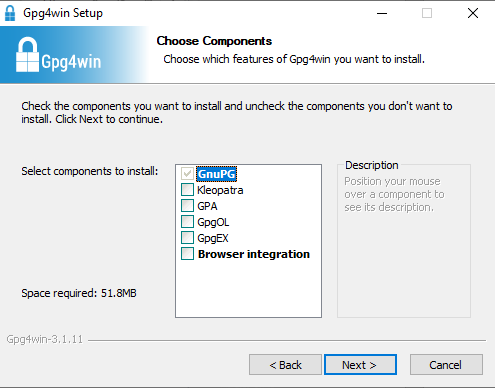 Gpg4win Setup
Gpg4win
Choose Components
Choose which features of Gpg4win you want to install.
Check the components you want to install and uncheck the components you don't want to
install. Click Next to continue.
Select components to install:
GnuPG
Kleopatra
GPA
GpgOL
GpgEX
Browser integration
Description
Position your mouse
over a component to
see its description.
Space required: 51.8MB
Gpg4win-3.1.11
< Back
Next >
Cancel